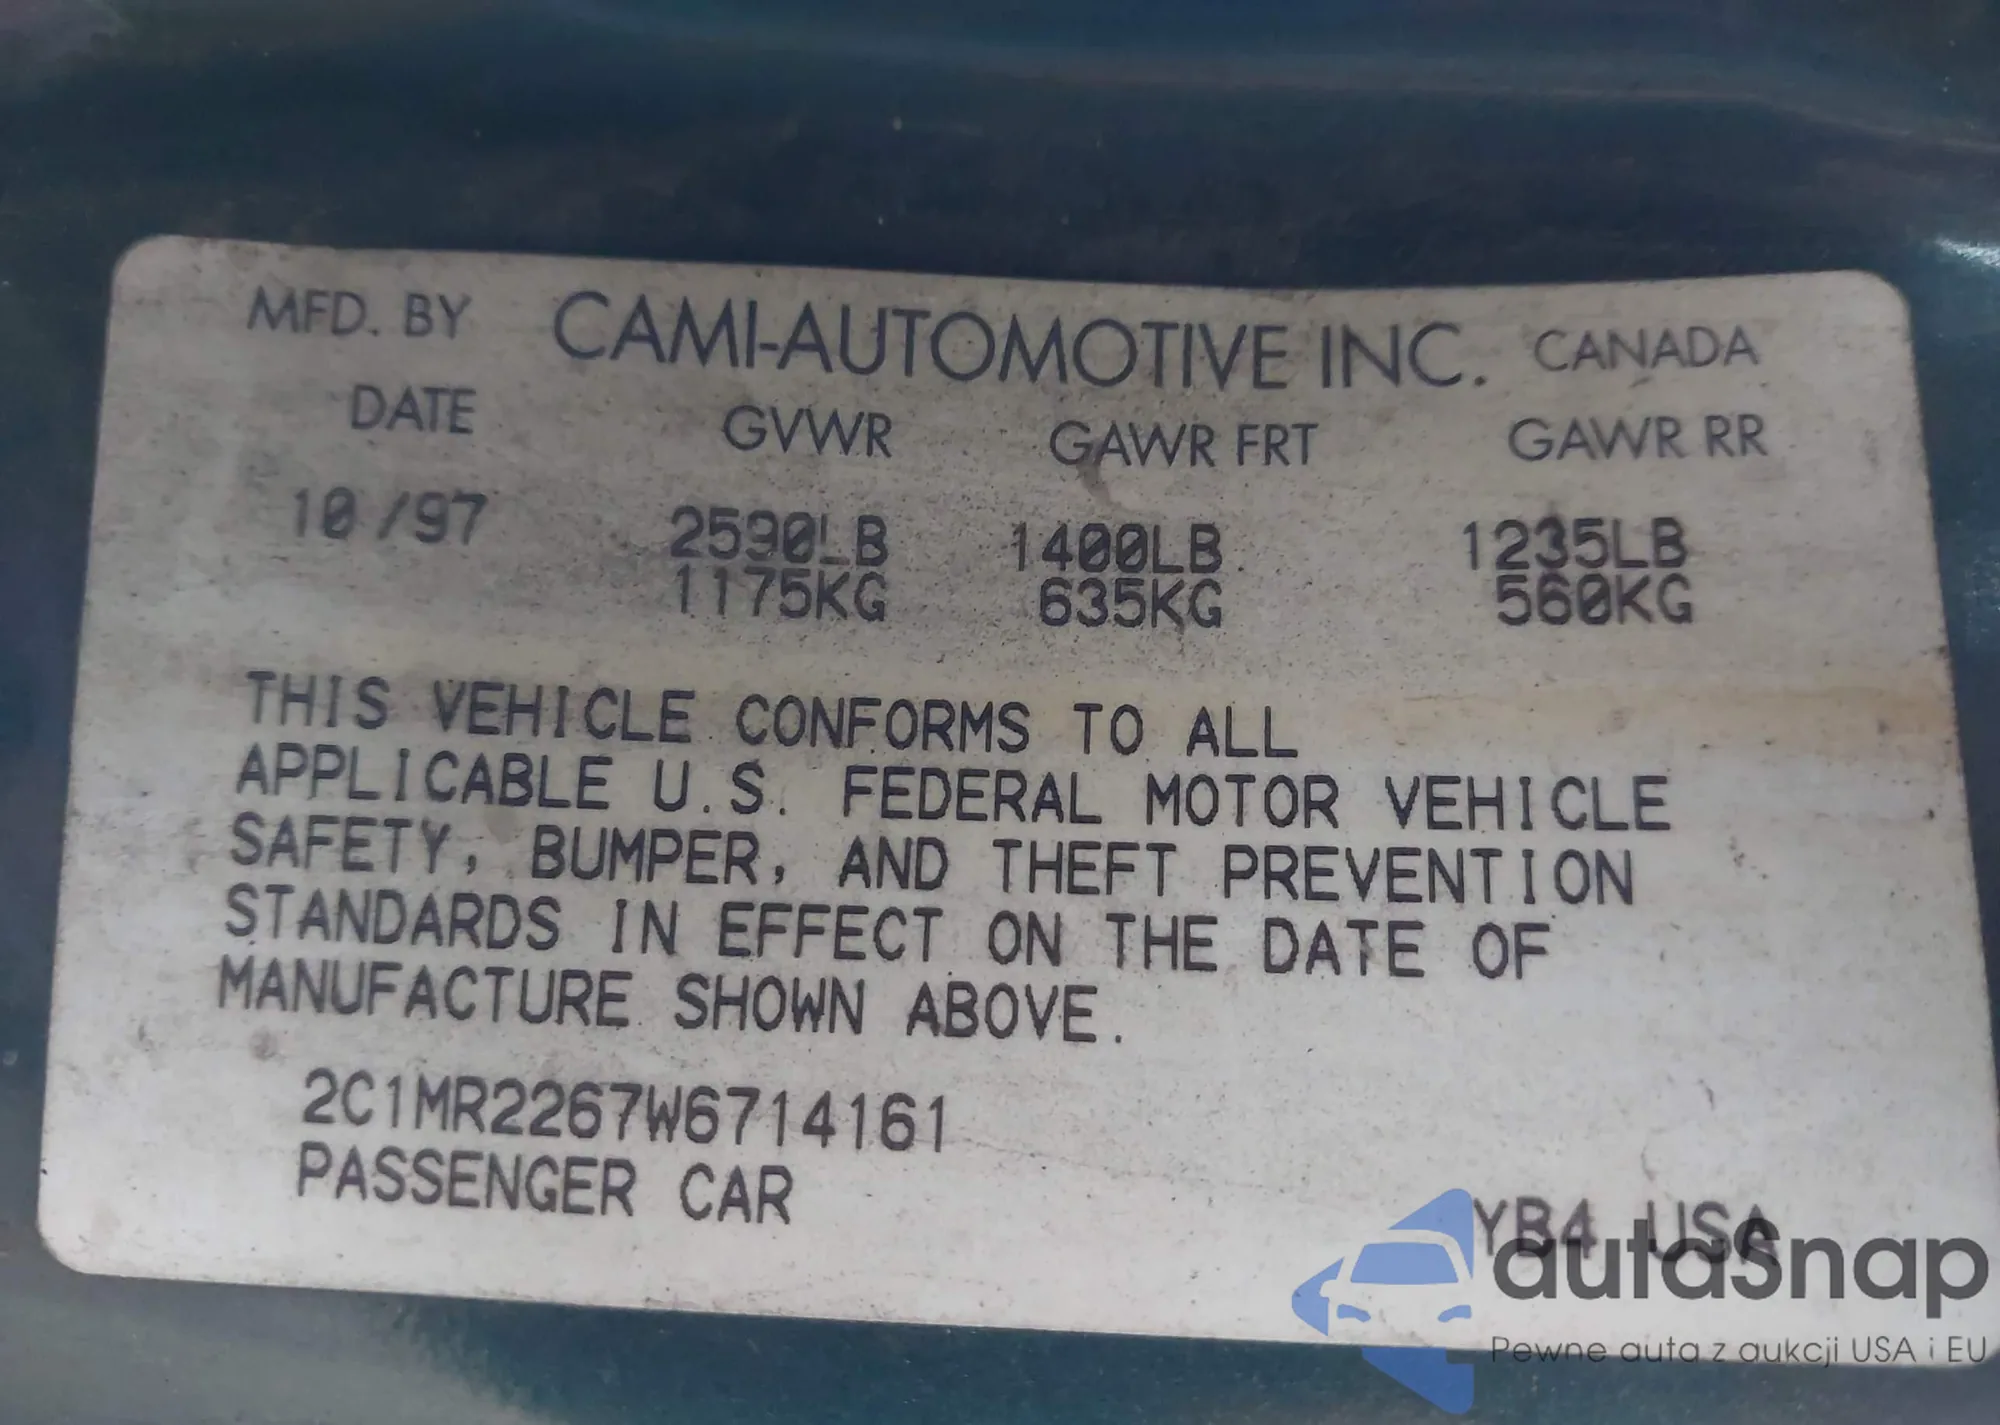 MFD. BY CAMI-AUTOMOTIVE INC. CANADA
DATE GVWR GAWR FRT GAWR RR
10/97 2590LB 1400LB 1235LB
1175KG 635KG 560KG
THIS VEHICLE CONFORMS TO ALL
APPLICABLE U.S. FEDERAL MOTOR VEHICLE
SAFETY, BUMPER, AND THEFT PREVENTION
STANDARDS IN EFFECT ON THE DATE OF
MANUFACTURE SHOWN ABOVE.
2C1MR2267W6714161
PASSENGER CAR
YB4 USA
autaSnap
Pewne auta z aukcji USA i EU